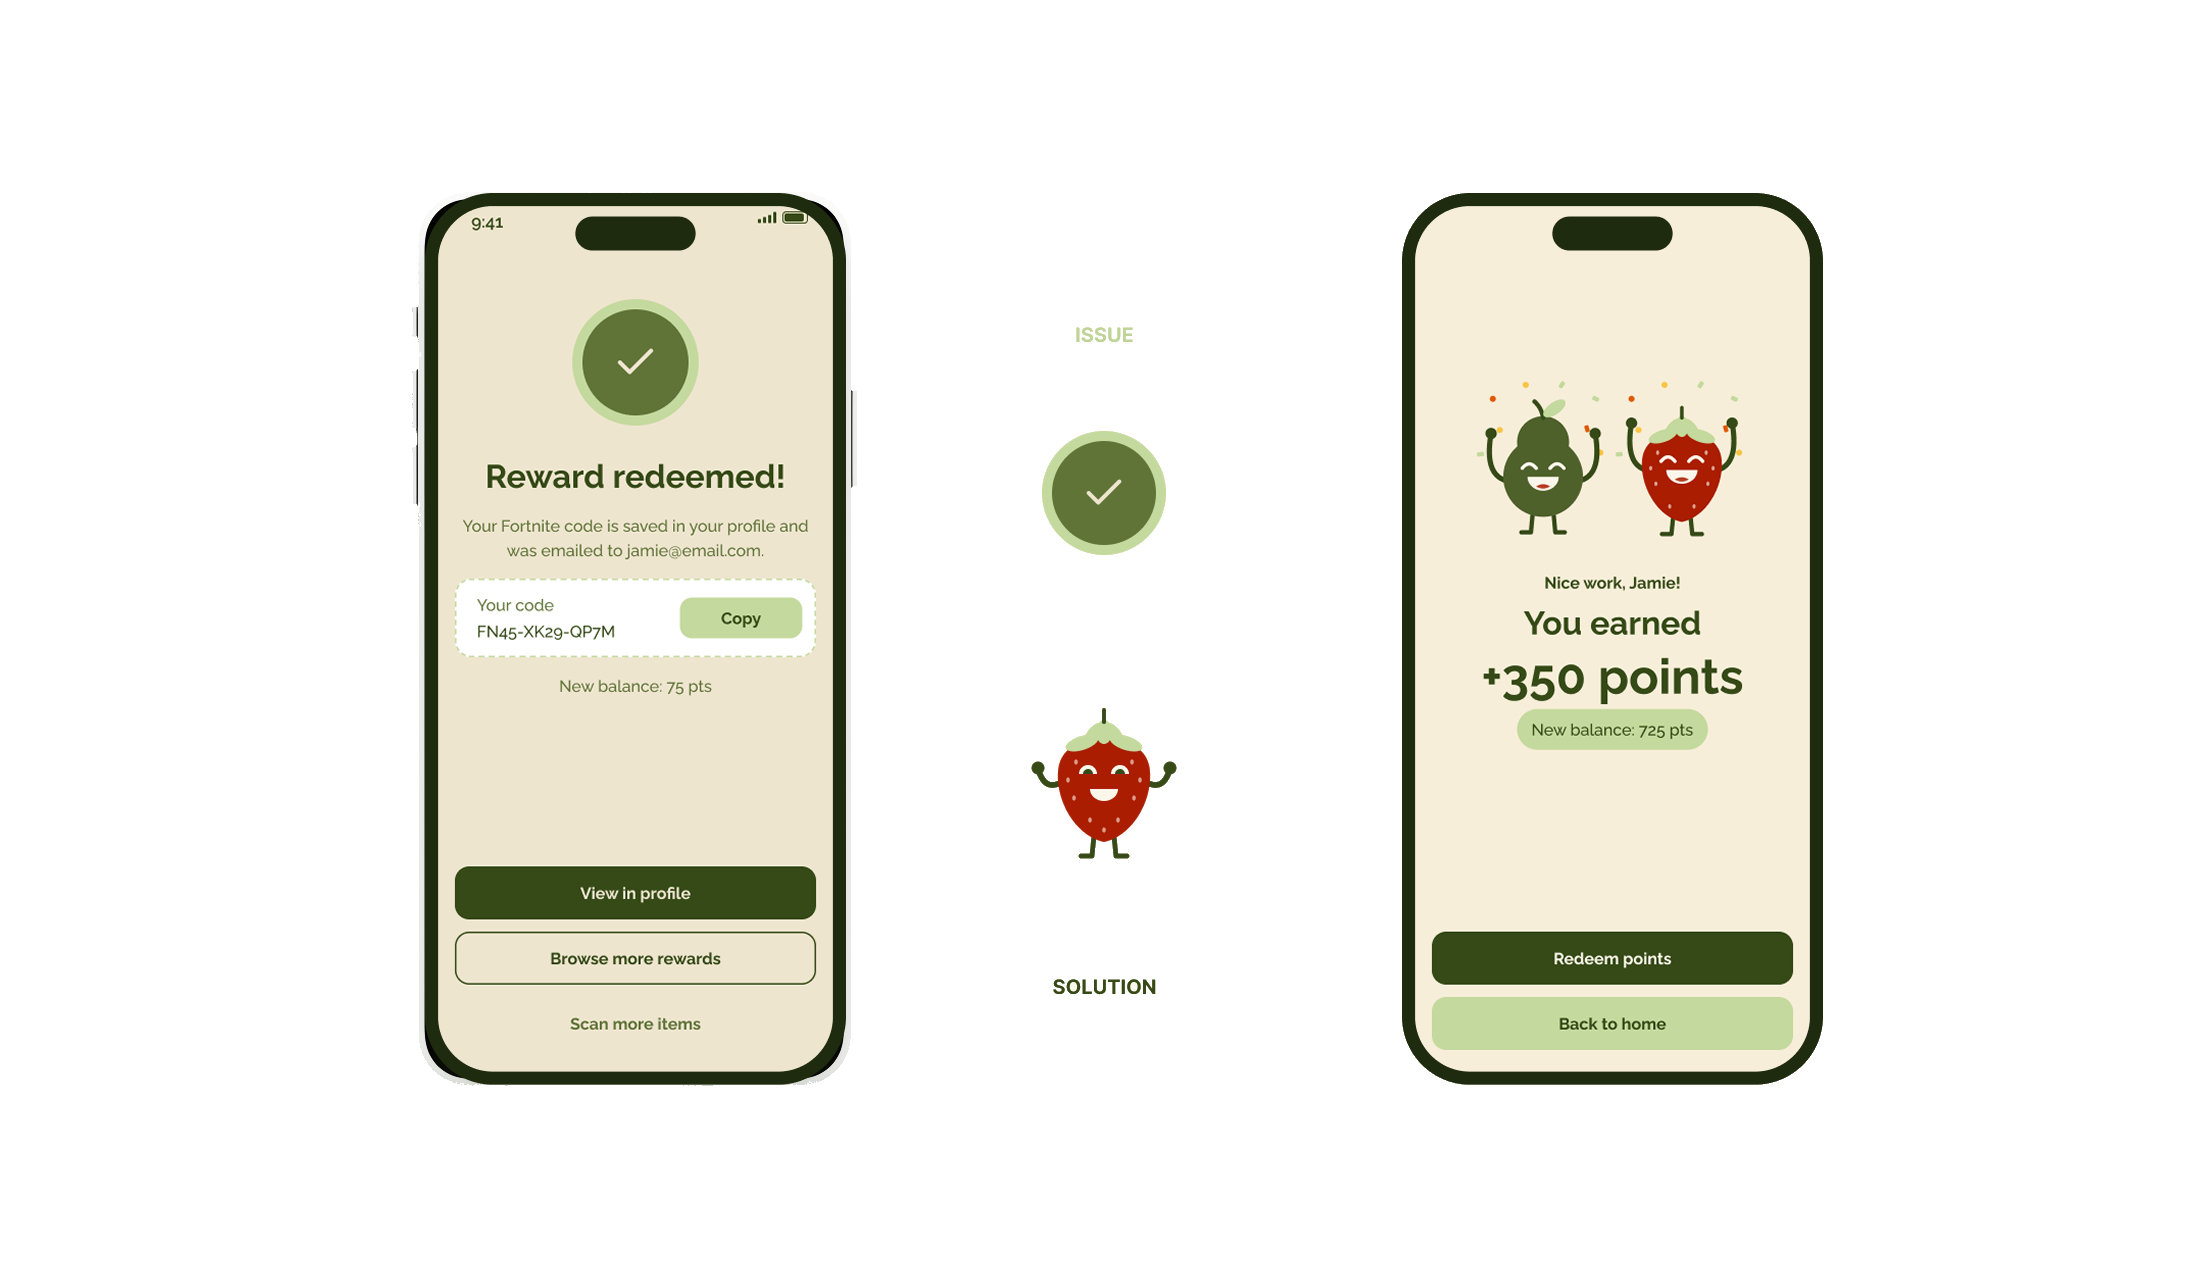 9:41
Reward redeemed!
Your Fortnite code is saved in your profile and
was emailed to jamie@email.com.
Your code
FN45-XK29-QP7M
Copy
New balance: 75 pts
View in profile
Browse more rewards
Scan more items
ISSUE
SOLUTION
Nice work, Jamie!
You earned
+350 points
New balance: 725 pts
Redeem points
Back to home